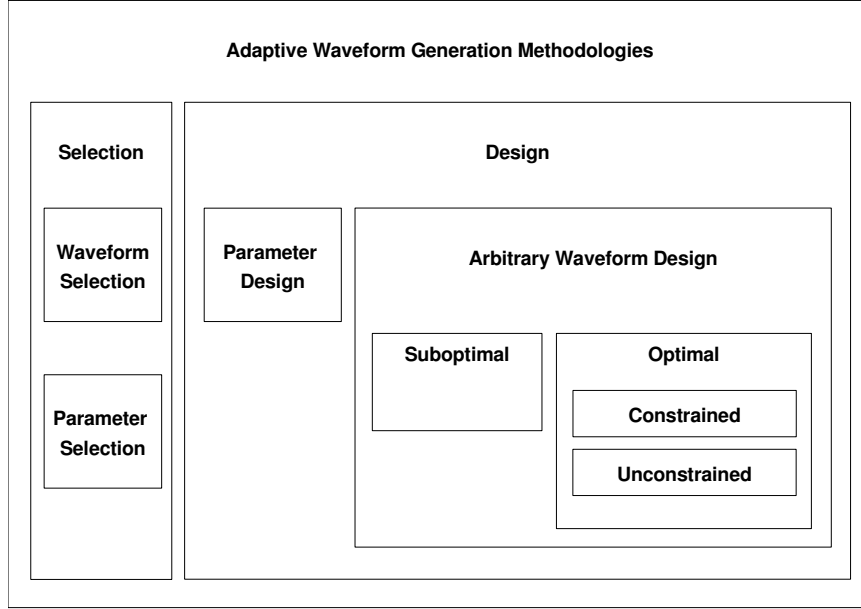 Adaptive Waveform Generation Methodologies
Selection
Waveform
Selection
Parameter
Selection
Design
Parameter
Design
Arbitrary Waveform Design
Suboptimal
Optimal
Constrained
Unconstrained